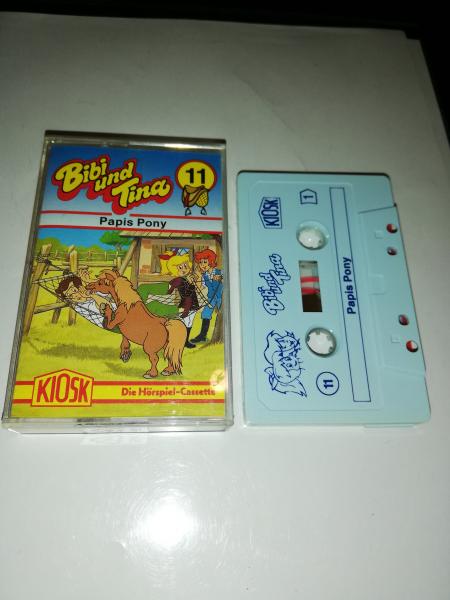 Bibi
und
Tina
11
Papis Pony
KIOSK
Die Hörspiel-Cassette
KIOSK
1
Bibi
und
Tina
Papis Pony
11